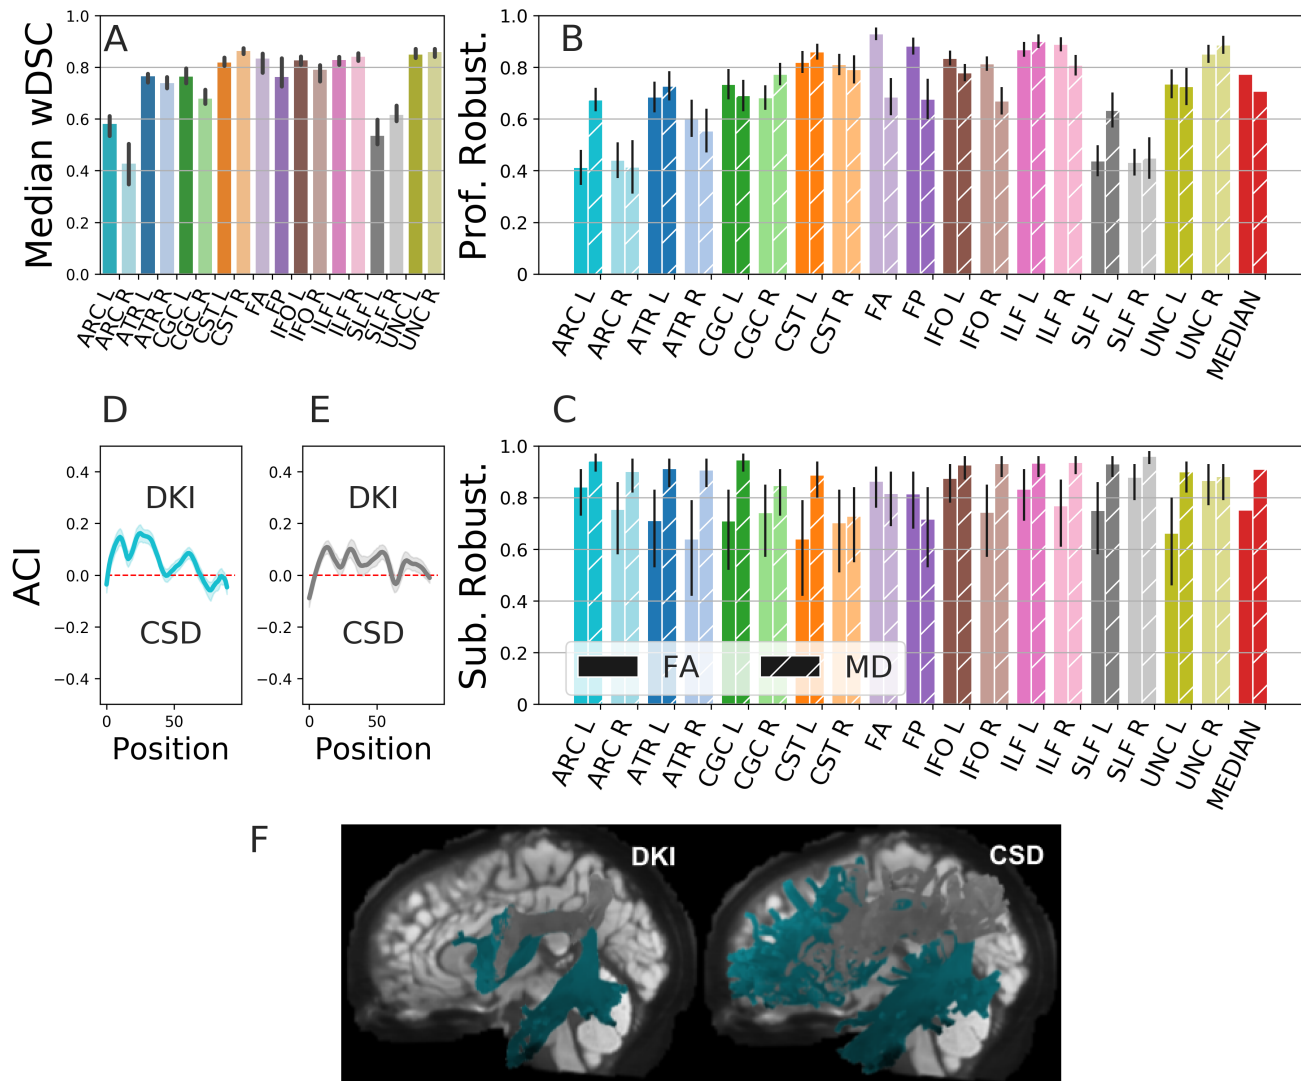 A
Median wDSC
1.0
0.8
0.6
0.4
0.2
0.0
ARC L
ARC R
ATR L
ATR R
CGC L
CGC R
CST L
CST R
FA
FP
IFO L
IFO R
ILF L
ILF R
SLF L
SLF R
UNC L
UNC R
B
Prof. Robust.
1.0
0.8
0.6
0.4
0.2
0
ARC L
ARC R
ATR L
ATR R
CGC L
CGC R
CST L
CST R
FA
FP
IFO L
IFO R
ILF L
ILF R
SLF L
SLF R
UNC L
UNC R
MEDIAN
D
ACI
0.4
0.2
0.0
−0.2
−0.4
DKI
CSD
0
50
Position
E
0.4
0.2
0.0
−0.2
−0.4
DKI
CSD
0
50
Position
C
Sub. Robust.
1.0
0.8
0.6
0.4
0.2
0
FA
MD
ARC L
ARC R
ATR L
ATR R
CGC L
CGC R
CST L
CST R
FA
FP
IFO L
IFO R
ILF L
ILF R
SLF L
SLF R
UNC L
UNC R
MEDIAN
F
DKI
CSD